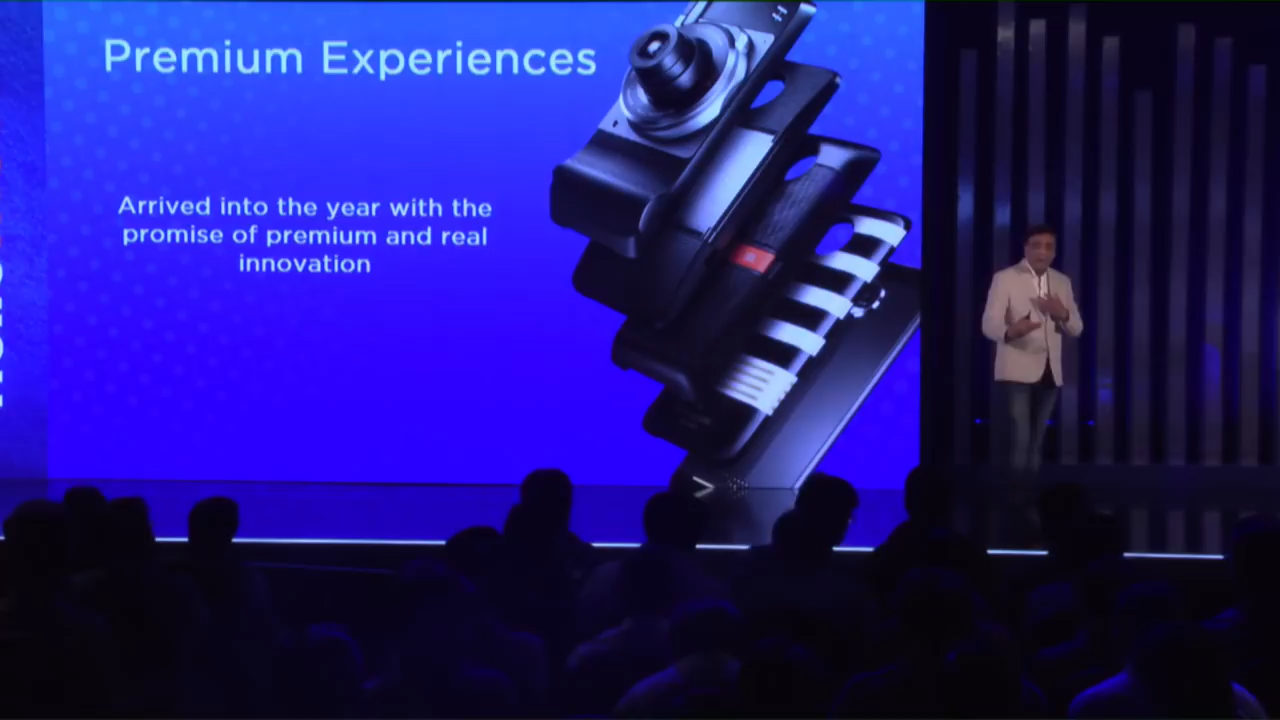 Premium Experiences
Arrived into the year with the
promise of premium and real
innovation